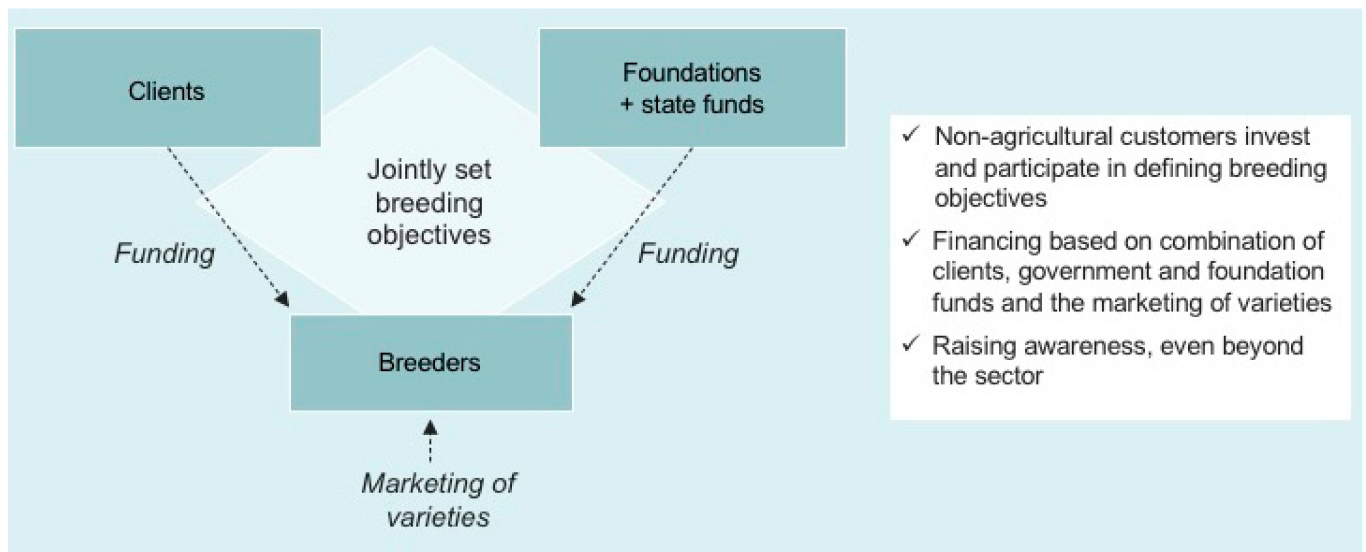 Clients
Foundations
+ state funds
Jointly set
breeding
objectives
Funding
Funding
Breeders
Marketing of
varieties
✓ Non-agricultural customers invest
and participate in defining breeding
objectives
✓ Financing based on combination of
clients, government and foundation
funds and the marketing of varieties
✓ Raising awareness, even beyond
the sector